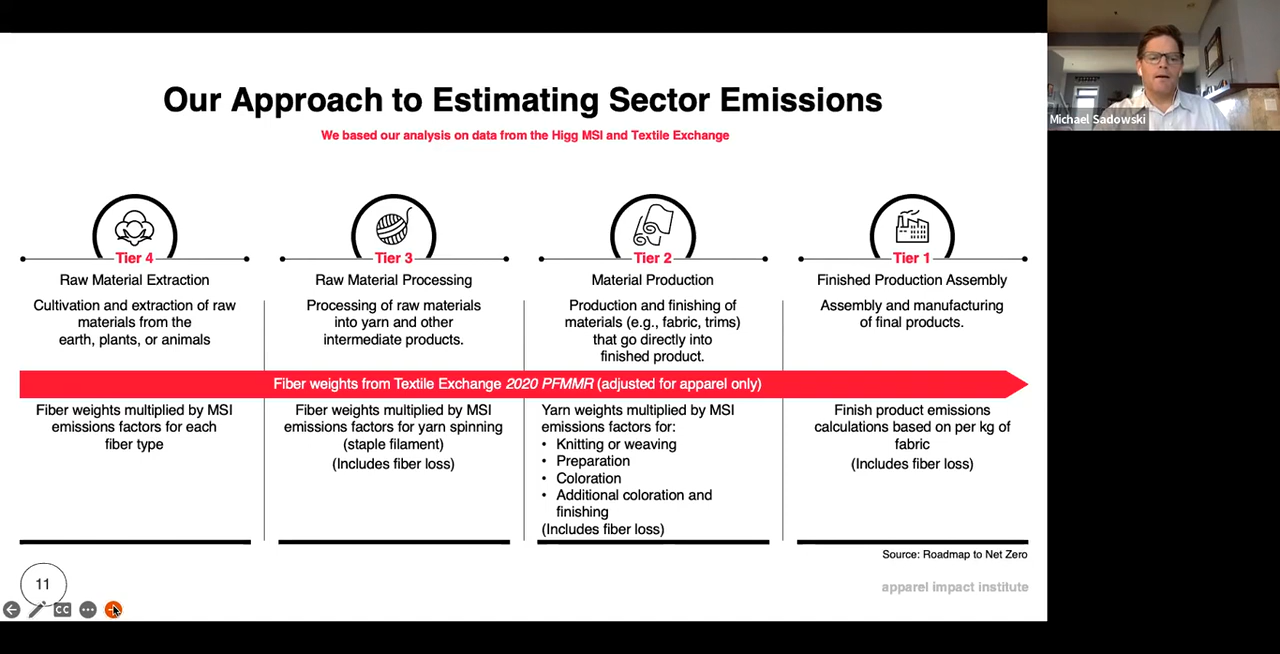 Our Approach to Estimating Sector Emissions
We based our analysis on data from the Higg MSI and Textile Exchange
Michael Sadowski
Tier 4
Raw Material Extraction
Cultivation and extraction of raw
materials from the
earth, plants, or animals
Tier 3
Raw Material Processing
Processing of raw materials
into yarn and other
intermediate products.
Tier 2
Material Production
Production and finishing of
materials (e.g., fabric, trims)
that go directly into
finished product.
Tier 1
Finished Production Assembly
Assembly and manufacturing
of final products.
Fiber weights from Textile Exchange 2020 PFMMR (adjusted for apparel only)
Fiber weights multiplied by MSI
emissions factors for each
fiber type
Fiber weights multiplied by MSI
emissions factors for yarn spinning
(staple filament)
(Includes fiber loss)
Yarn weights multiplied by MSI
emissions factors for:
• Knitting or weaving
• Preparation
• Coloration
• Additional coloration and
finishing
(Includes fiber loss)
Finish product emissions
calculations based on per kg of
fabric
(Includes fiber loss)
Source: Roadmap to Net Zero
11
apparel impact institute
CC